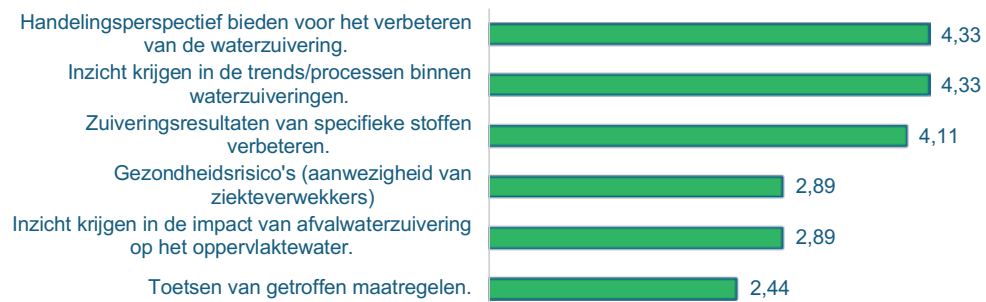 Handelingsperspectief bieden voor het verbeteren
van de waterzuivering.
4,33
Inzicht krijgen in de trends/processen binnen
waterzuiveringen.
4,33
Zuiveringsresultaten van specifieke stoffen
verbeteren.
4,11
Gezondheidsrisico's (aanwezigheid van
ziekteverwekkers)
2,89
Inzicht krijgen in de impact van afvalwaterzuivering
op het oppervlaktewater.
2,89
Toetsen van getroffen maatregelen.
2,44